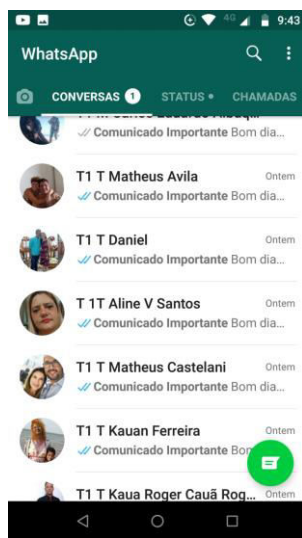 4G 9:43
WhatsApp
CONVERSAS 1 STATUS • CHAMADAS
Comunicado Importante Bom dia...
T1 T Matheus Avila Ontem
Comunicado Importante Bom dia...
T1 T Daniel Ontem
Comunicado Importante Bom dia...
T 1T Aline V Santos Ontem
Comunicado Importante Bom dia...
T1 T Matheus Castelani Ontem
Comunicado Importante Bom dia...
T1 T Kauan Ferreira Ontem
Comunicado Importante
T1 T Kaua Roger Cauã Rog... Ontem